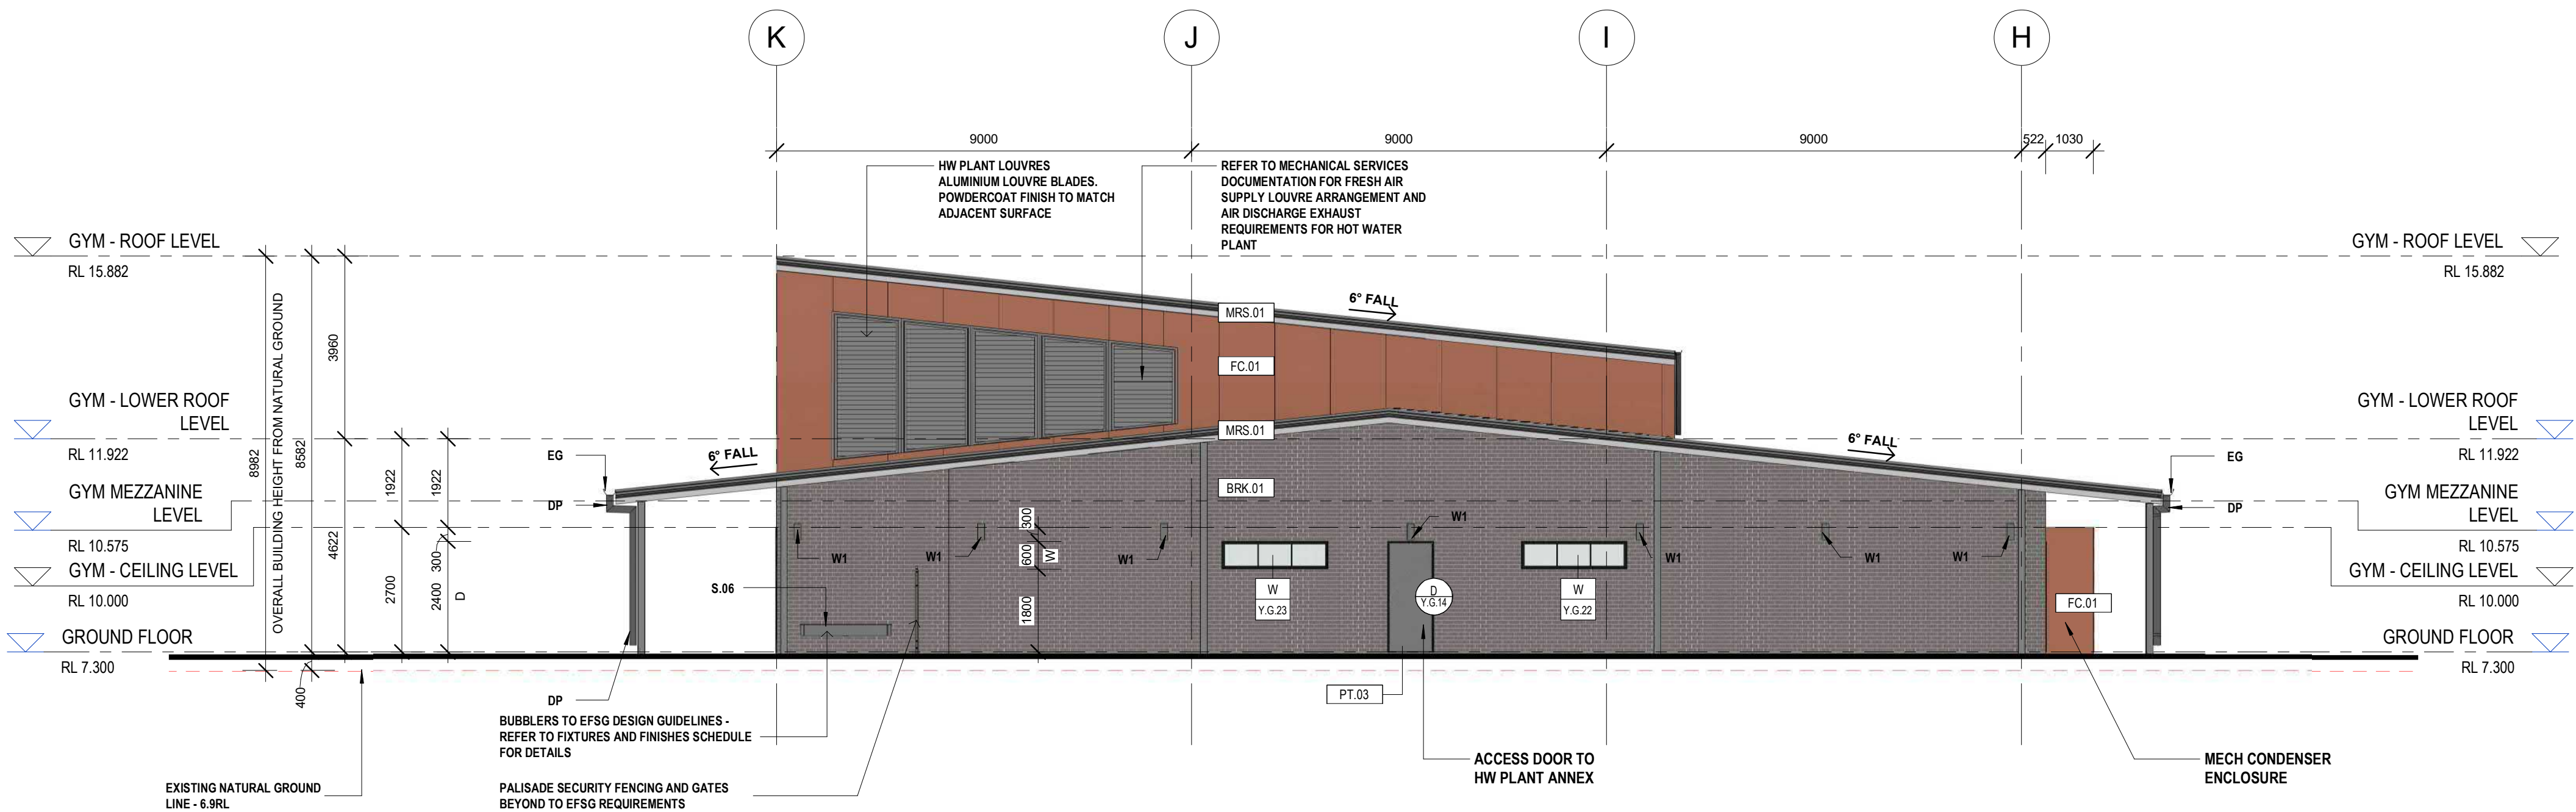 K
J
I
H
9000
9000
9000
522
1030
HW PLANT LOUVRES
ALUMINIUM LOUVRE BLADES.
POWDERCOAT FINISH TO MATCH
ADJACENT SURFACE
REFER TO MECHANICAL SERVICES
DOCUMENTATION FOR FRESH AIR
SUPPLY LOUVRE ARRANGEMENT AND
AIR DISCHARGE EXHAUST
REQUIREMENTS FOR HOT WATER
PLANT
GYM - ROOF LEVEL
RL 15.882
GYM - LOWER ROOF
LEVEL
RL 11.922
GYM MEZZANINE
LEVEL
RL 10.575
GYM - CEILING LEVEL
RL 10.000
GROUND FLOOR
RL 7.300
8982
OVERALL BUILDING HEIGHT FROM NATURAL GROUND
8582
400
3960
4622
1922
2700
1922
300
2400
D
EG
DP
6° FALL
S.06
DP
MRS.01
6° FALL
FC.01
MRS.01
BRK.01
6° FALL
W1
W1
W1
W1
W1
W1
W1
300
600
W
1800
W
Y.G.23
D
Y.G.14
W
Y.G.22
PT.03
FC.01
EG
DP
GYM - ROOF LEVEL
RL 15.882
GYM - LOWER ROOF
LEVEL
RL 11.922
GYM MEZZANINE
LEVEL
RL 10.575
GYM - CEILING LEVEL
RL 10.000
GROUND FLOOR
RL 7.300
BUBBLERS TO EFSG DESIGN GUIDELINES -
REFER TO FIXTURES AND FINISHES SCHEDULE
FOR DETAILS
EXISTING NATURAL GROUND
LINE - 6.9RL
PALISADE SECURITY FENCING AND GATES
BEYOND TO EFSG REQUIREMENTS
ACCESS DOOR TO
HW PLANT ANNEX
MECH CONDENSER
ENCLOSURE